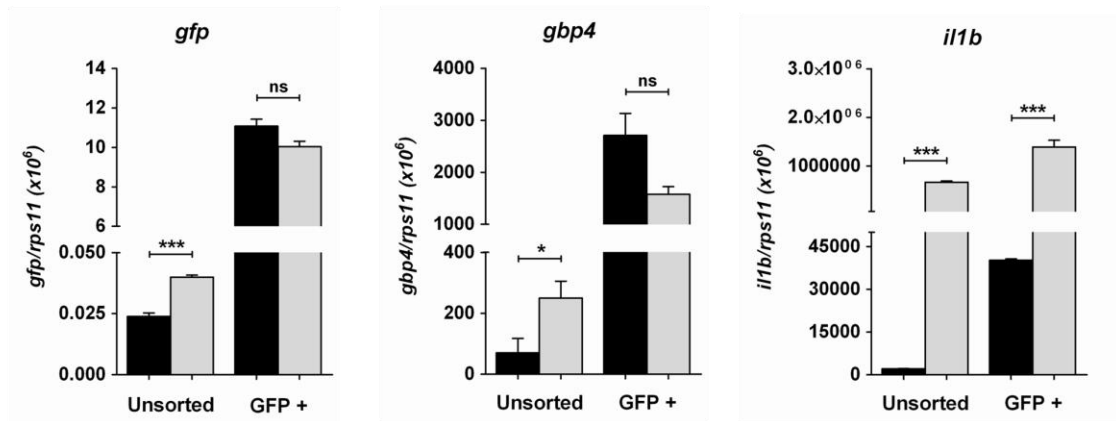 gfp
gfp/rps11 (x10⁶)
14
12
10
8
6
0.050
0.025
0.000
ns
***
Unsorted GFP +
gbp4
gbp4/rps11 (x10⁶)
4000
3000
2000
1000
400
200
0
ns
*
Unsorted GFP +
il1b
il1b/rps11 (x10⁶)
3.0×10⁰⁶
2.0×10⁰⁶
1000000
45000
30000
15000
0
***
***
Unsorted GFP +